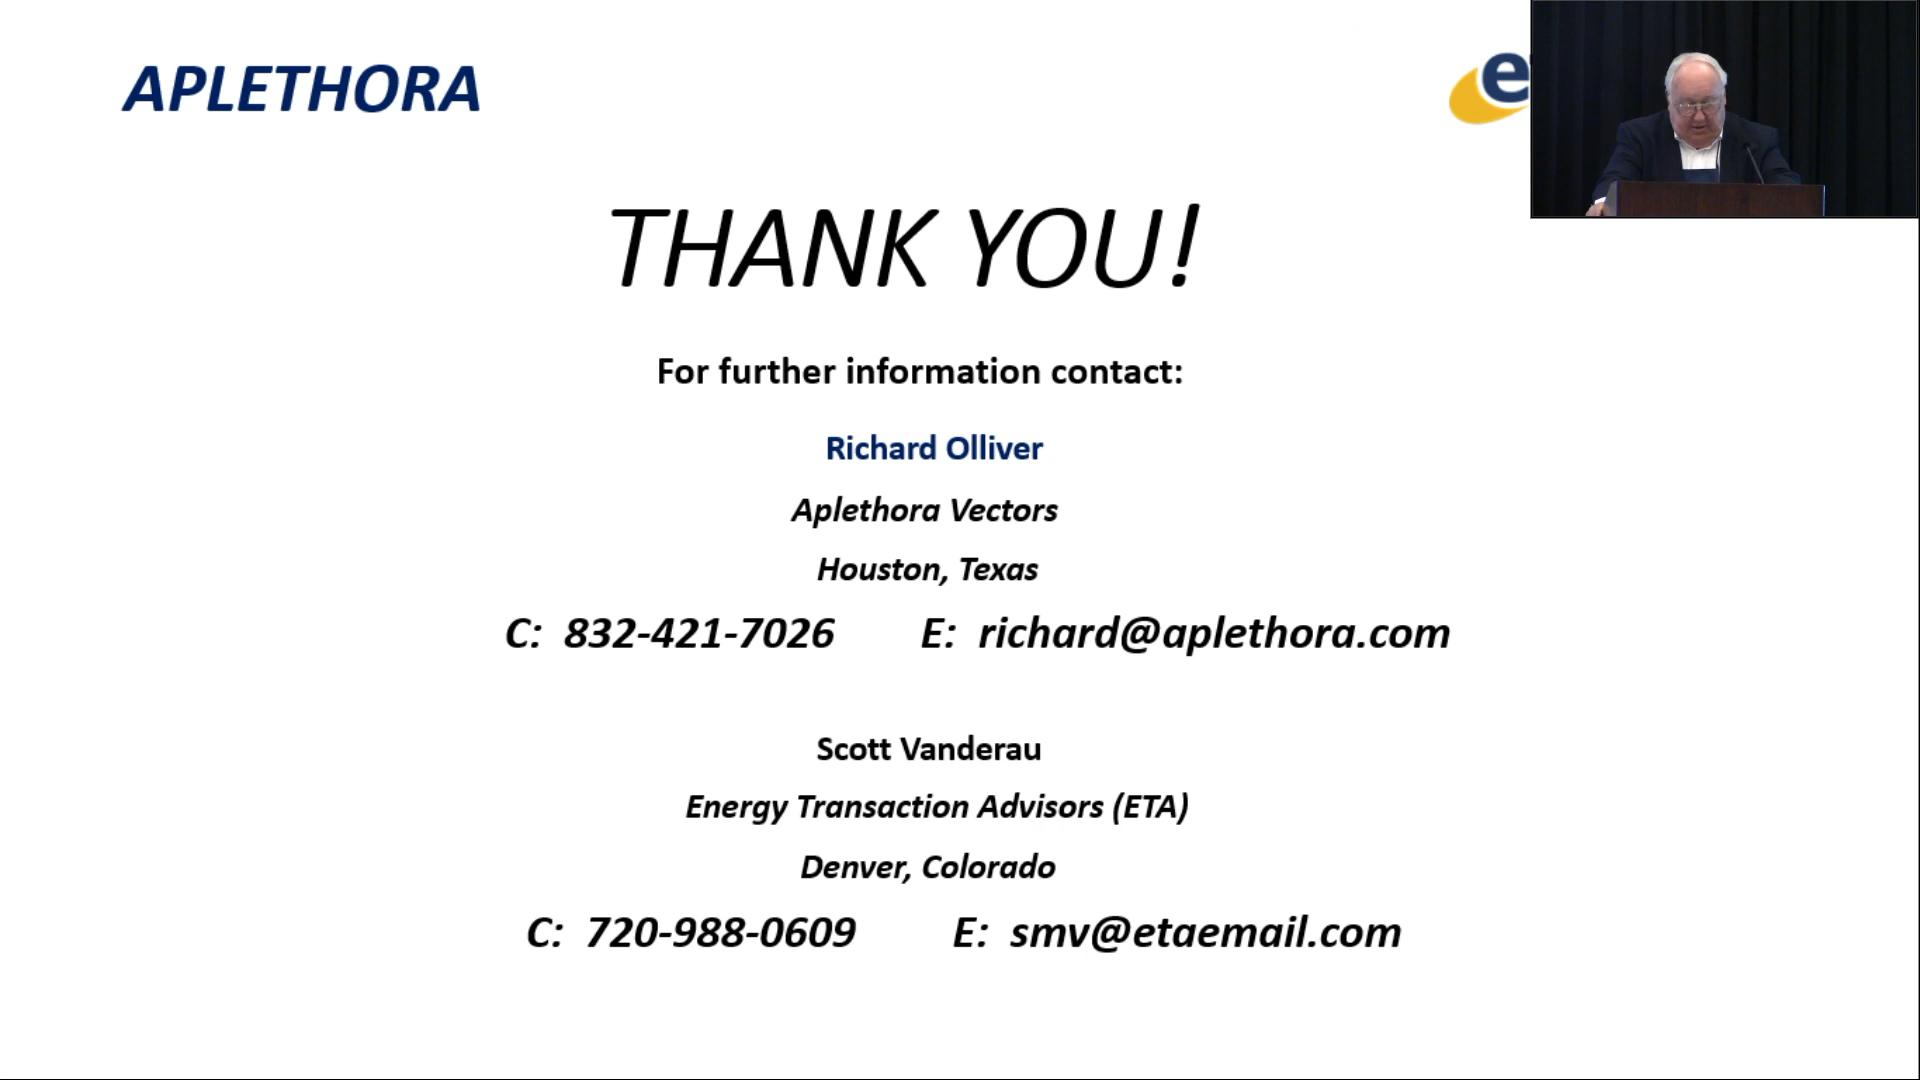 APLETHORA
e
THANK YOU!
For further information contact:
Richard Olliver
Aplethora Vectors
Houston, Texas
C: 832-421-7026 E: richard@aplethora.com
Scott Vanderau
Energy Transaction Advisors (ETA)
Denver, Colorado
C: 720-988-0609 E: smv@etaemail.com